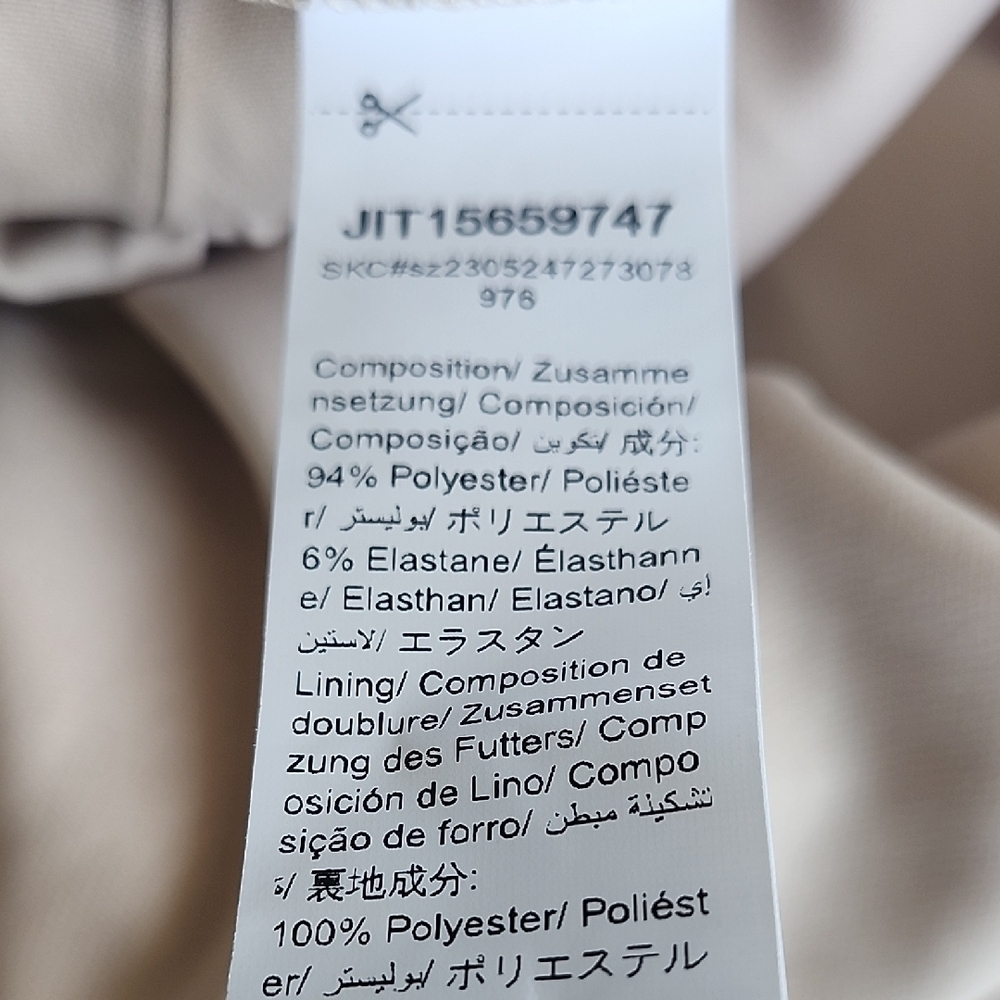 JIT15659747
SKC#sz2305247273078
976
Composition/ Zusamme
nsetzung/ Composición/
Composição/ تكوين/ 成分:
94% Polyester/ Poliéste
r/ بوليستر/ ポリエステル
6% Elastane/ Élasthann
e/ Elasthan/ Elastano/ إي
لاستين/ エラスタン
Lining/ Composition de
doublure/ Zusammenset
zung des Futters/ Comp
osición de Lino/ Compo
sição de forro/ تشكيلة مبطن
ة/ 裏地成分:
100% Polyester/ Poliést
er/ بوليستر/ ポリエステル